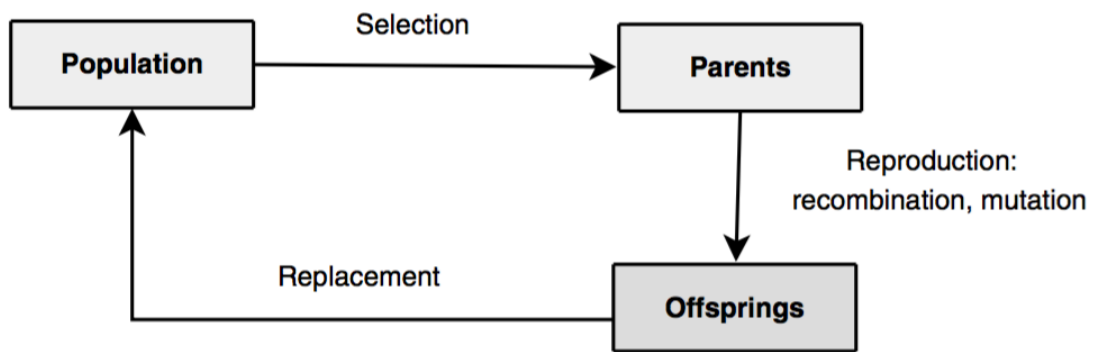 Selection
Population
Parents
Reproduction:
recombination, mutation
Replacement
Offsprings